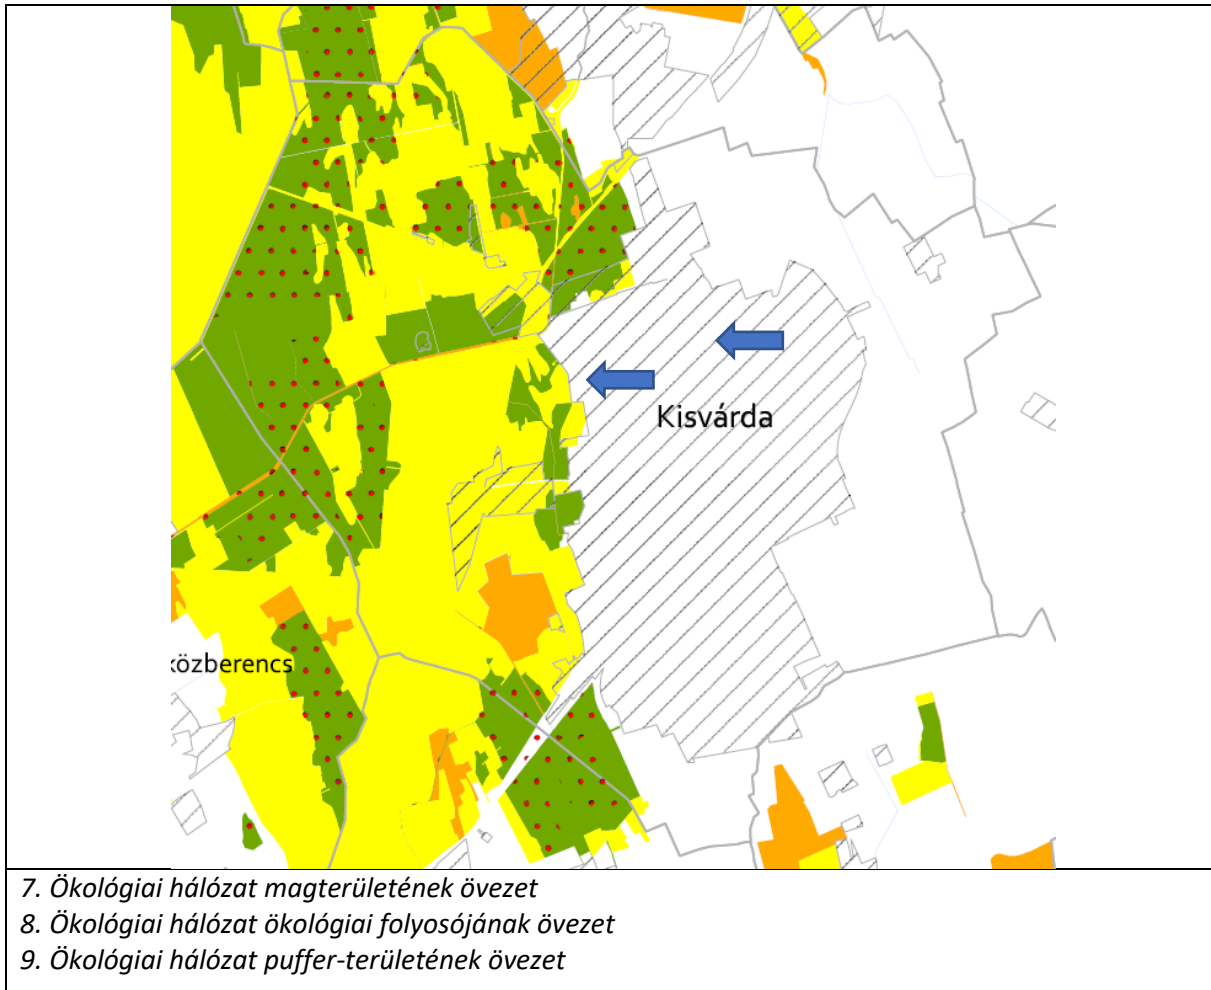 Kisvárda
közberencs
7. Ökológiai hálózat magterületének övezet
8. Ökológiai hálózat ökológiai folyosójának övezet
9. Ökológiai hálózat puffer-területének övezet